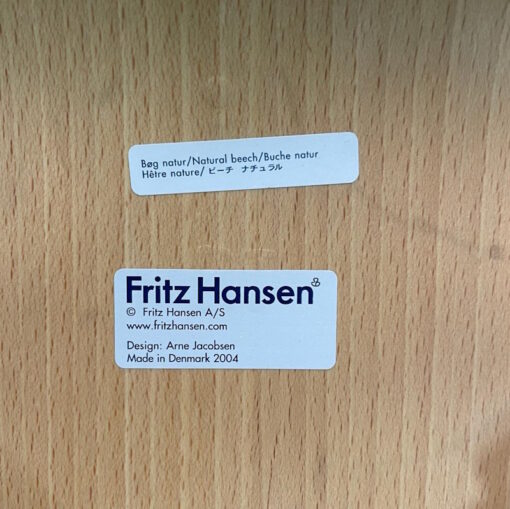 Bøg natur/Natural beech/Buche natur
Hêtre nature/ ビーチ ナチュラル
Fritz Hansen
© Fritz Hansen A/S
www.fritzhansen.com
Design: Arne Jacobsen
Made in Denmark 2004